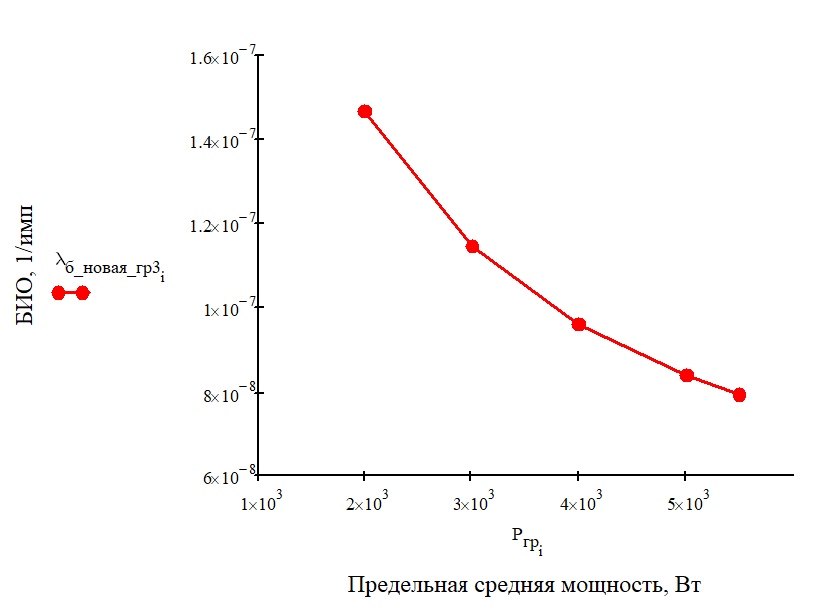 1.6×10⁻⁷
1.4×10⁻⁷
1.2×10⁻⁷
1×10⁻⁷
8×10⁻⁸
6×10⁻⁸
БИО, 1/имп
λб_новая_гр3i
1×10³ 2×10³ 3×10³ 4×10³ 5×10³
Pгрi
Предельная средняя мощность, Вт